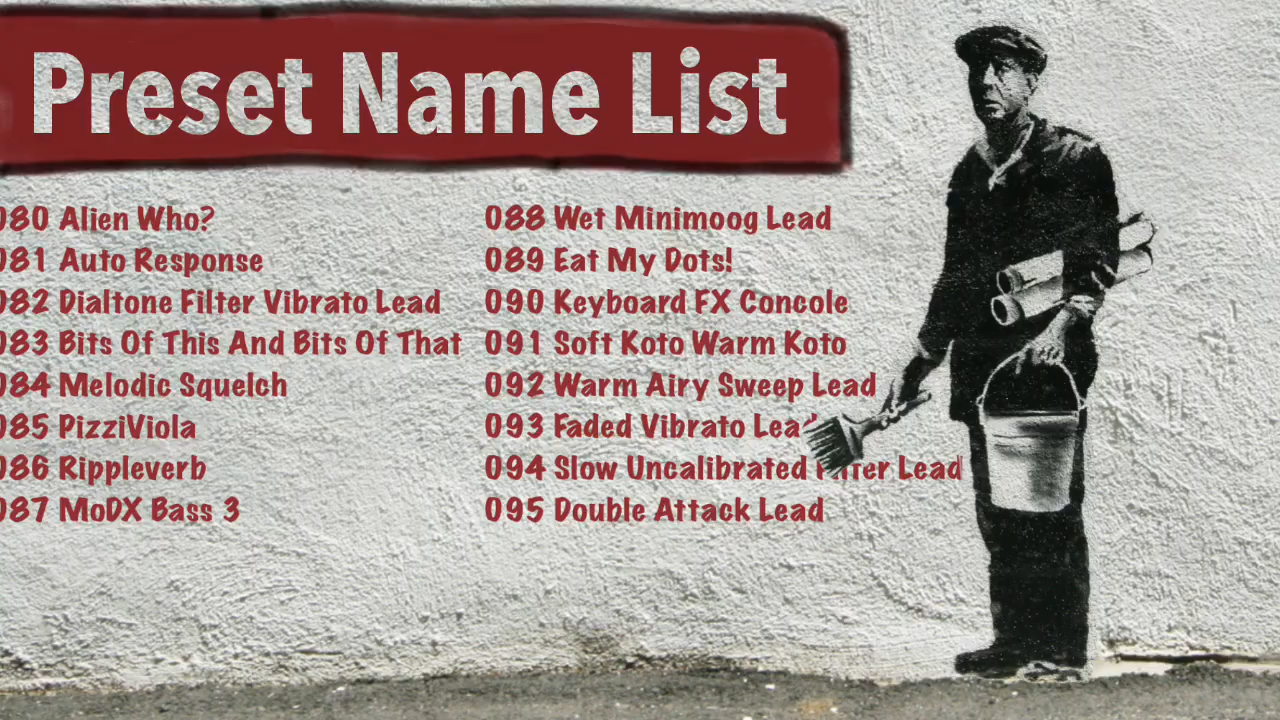 Preset Name List
080 Alien Who?
081 Auto Response
082 Dialtone Filter Vibrato Lead
083 Bits Of This And Bits Of That
084 Melodic Squelch
085 PizziViola
086 Rippleverb
087 MoDX Bass 3
088 Wet Minimoog Lead
089 Eat My Dots!
090 Keyboard FX Concole
091 Soft Koto Warm Koto
092 Warm Airy Sweep Lead
093 Faded Vibrato Lead
094 Slow Uncalibrated Filter Lead
095 Double Attack Lead